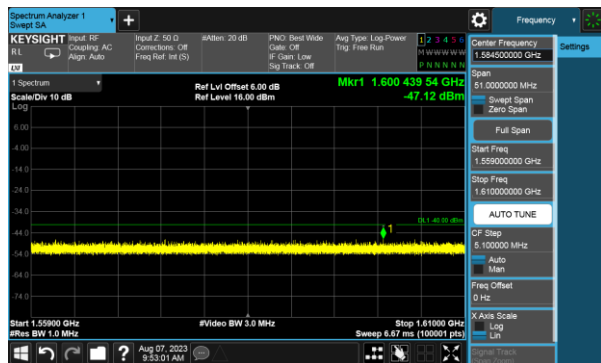 Spectrum Analyzer 1
Swept SA
Frequency
KEYSIGHT
RL
Input: RF
Coupling: AC
Align: Auto
Input Z: 50 Ω
Corrections: Off
Freq Ref: Int (S)
#Atten: 20 dB
PNO: Best Wide
Gate: Off
IF Gain: Low
Sig Track: Off
Avg Type: Log-Power
Trig: Free Run
1 2 3 4 5 6
M W W W W W
P N N N N N
Center Frequency
1.584500000 GHz
Settings
Span
51.0000000 MHz
Swept Span
Zero Span
Full Span
Start Freq
1.559000000 GHz
Stop Freq
1.610000000 GHz
AUTO TUNE
CF Step
5.100000 MHz
Auto
Man
Freq Offset
0 Hz
X Axis Scale
Log
Lin
Signal Track
(Span Zoom)
1 Spectrum
Scale/Div 10 dB
Ref Lvl Offset 6.00 dB
Ref Level 16.00 dBm
Mkr1 1.600 439 54 GHz
-47.12 dBm
Log
6.00
-4.00
-14.0
-24.0
-34.0
DL1 -40.00 dBm
1
-44.0
-54.0
-64.0
-74.0
Start 1.55900 GHz
#Res BW 1.0 MHz
#Video BW 3.0 MHz
Stop 1.61000 GHz
Sweep 6.67 ms (100001 pts)
Aug 07, 2023
9:53:01 AM